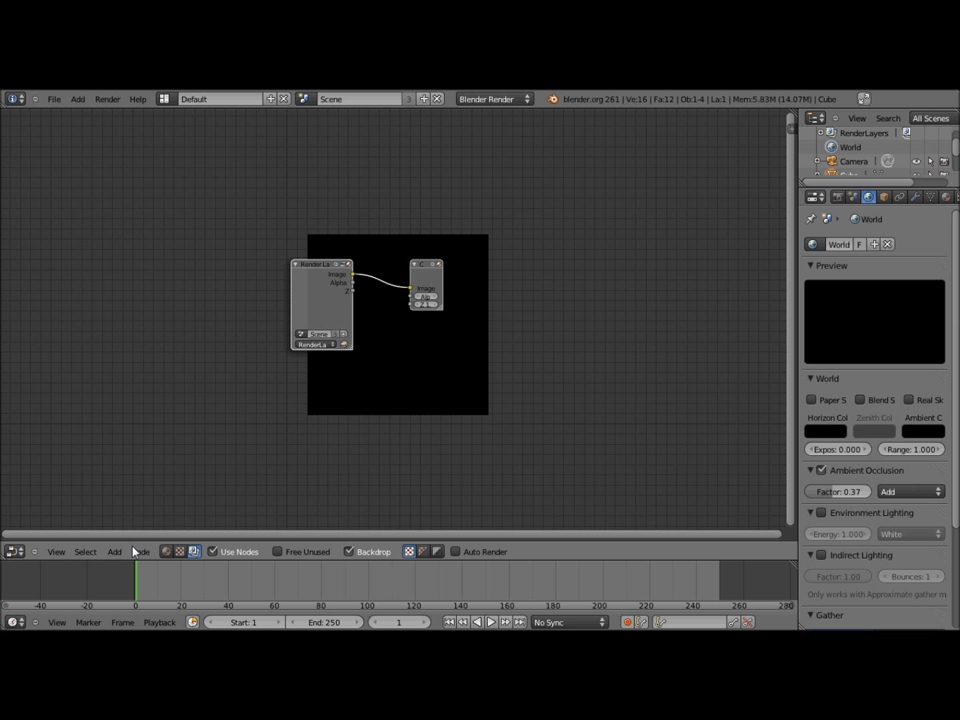 File Add Render Help Default Scene 3 Blender Render blender.org 261 | Ve:16 | Fa:12 | Ob:1-4 | La:1 | Mem:5.83M (14.07M) | Cube
View Search All Scenes
RenderLayers
World
Camera
World
World F
Preview
World
Paper S Blend S Real Sk
Horizon Col Zenith Col Ambient C
Expos: 0.000 Range: 1.000
Ambient Occlusion
Factor: 0.37 Add
Environment Lighting
Energy: 1.000 White
Indirect Lighting
Factor: 1.00 Bounces: 1
Only works with Approximate gather m
Gather
Render La C
Image
Alpha
Z
Image
Alp
Scene
RenderLa
View Select Add Use Nodes Free Unused Backdrop Auto Render
-40 -20 0 20 40 60 80 100 120 140 160 180 200 220 240 260 280
View Marker Frame Playback Start: 1 End: 250 1 No Sync